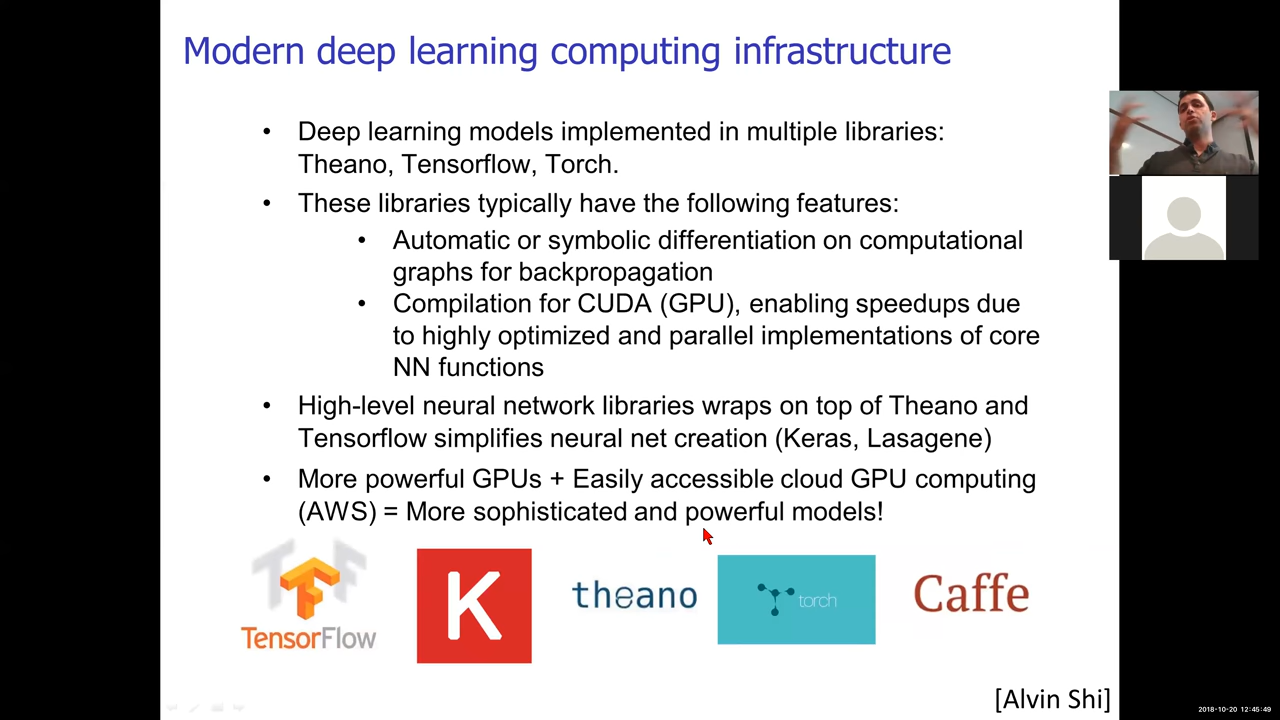 Modern deep learning computing infrastructure
• Deep learning models implemented in multiple libraries:
Theano, Tensorflow, Torch.
• These libraries typically have the following features:
• Automatic or symbolic differentiation on computational
graphs for backpropagation
• Compilation for CUDA (GPU), enabling speedups due
to highly optimized and parallel implementations of core
NN functions
• High-level neural network libraries wraps on top of Theano and
Tensorflow simplifies neural net creation (Keras, Lasagene)
• More powerful GPUs + Easily accessible cloud GPU computing
(AWS) = More sophisticated and powerful models!
TensorFlow
K
theano
torch
Caffe
[Alvin Shi]
2018-10-20 12:45:49